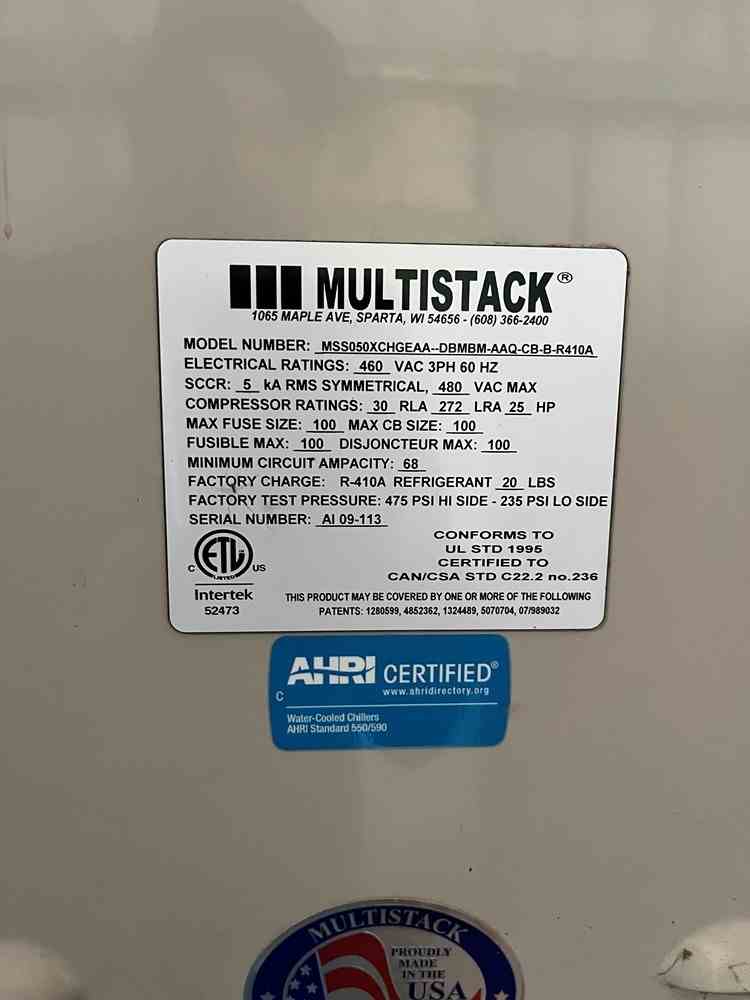 MULTISTACK®
1065 MAPLE AVE, SPARTA, WI 54656 - (608) 366-2400
MODEL NUMBER: MSS050XCHGEAA--DBMBM-AAQ-CB-B-R410A
ELECTRICAL RATINGS: 460 VAC 3PH 60 HZ
SCCR: 5 kA RMS SYMMETRICAL, 480 VAC MAX
COMPRESSOR RATINGS: 30 RLA 272 LRA 25 HP
MAX FUSE SIZE: 100 MAX CB SIZE: 100
FUSIBLE MAX: 100 DISJONCTEUR MAX: 100
MINIMUM CIRCUIT AMPACITY: 68
FACTORY CHARGE: R-410A REFRIGERANT 20 LBS
FACTORY TEST PRESSURE: 475 PSI HI SIDE - 235 PSI LO SIDE
SERIAL NUMBER: AI 09-113
C ETL US
LISTED
Intertek
52473
CONFORMS TO
UL STD 1995
CERTIFIED TO
CAN/CSA STD C22.2 no.236
THIS PRODUCT MAY BE COVERED BY ONE OR MORE OF THE FOLLOWING
PATENTS: 1280599, 4852362, 1324489, 5070704, 07/989032
AHRI CERTIFIED®
www.ahridirectory.org
C
Water-Cooled Chillers
AHRI Standard 550/590
MULTISTACK
PROUDLY
MADE
IN THE
USA